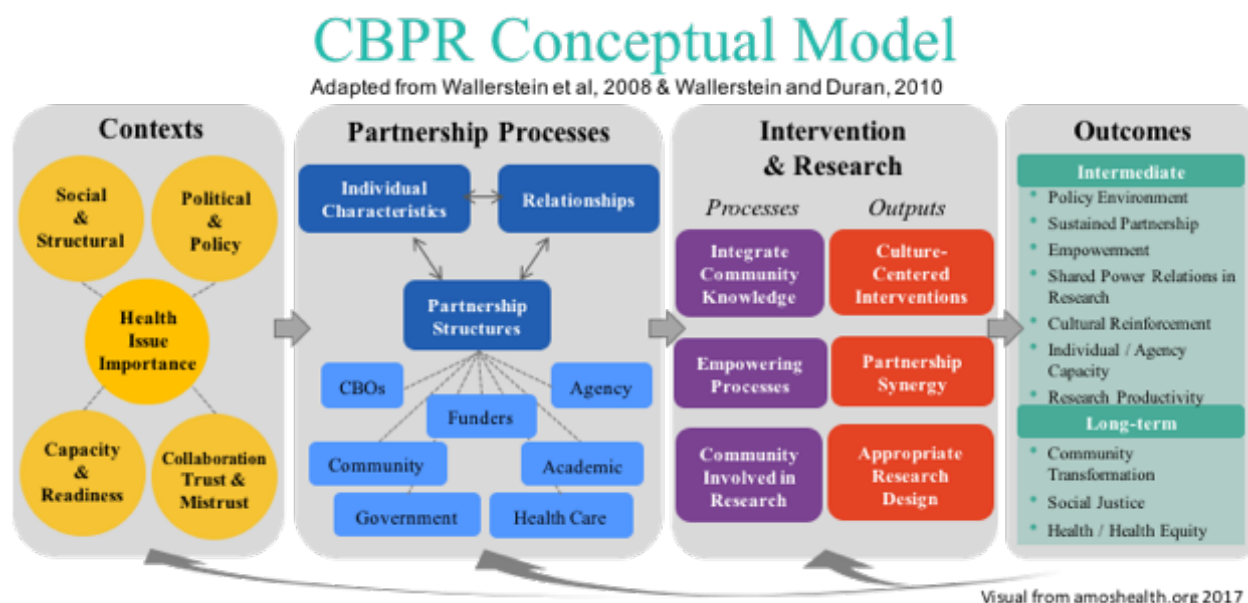 CBPR Conceptual Model
Adapted from Wallerstein et al, 2008 & Wallerstein and Duran, 2010
Contexts
Social
&
Structural
Political
&
Policy
Health
Issue
Importance
Capacity
&
Readiness
Collaboration
Trust &
Mistrust
Partnership Processes
Individual
Characteristics
Relationships
Partnership
Structures
CBOs
Agency
Funders
Community
Academic
Government
Health Care
Intervention
& Research
Processes
Outputs
Integrate
Community
Knowledge
Culture-
Centered
Interventions
Empowering
Processes
Partnership
Synergy
Community
Involved in
Research
Appropriate
Research
Design
Outcomes
Intermediate
• Policy Environment
• Sustained Partnership
• Empowerment
• Shared Power Relations in
Research
• Cultural Reinforcement
• Individual / Agency
Capacity
• Research Productivity
Long-term
• Community
Transformation
• Social Justice
• Health / Health Equity
Visual from amoshealth.org 2017